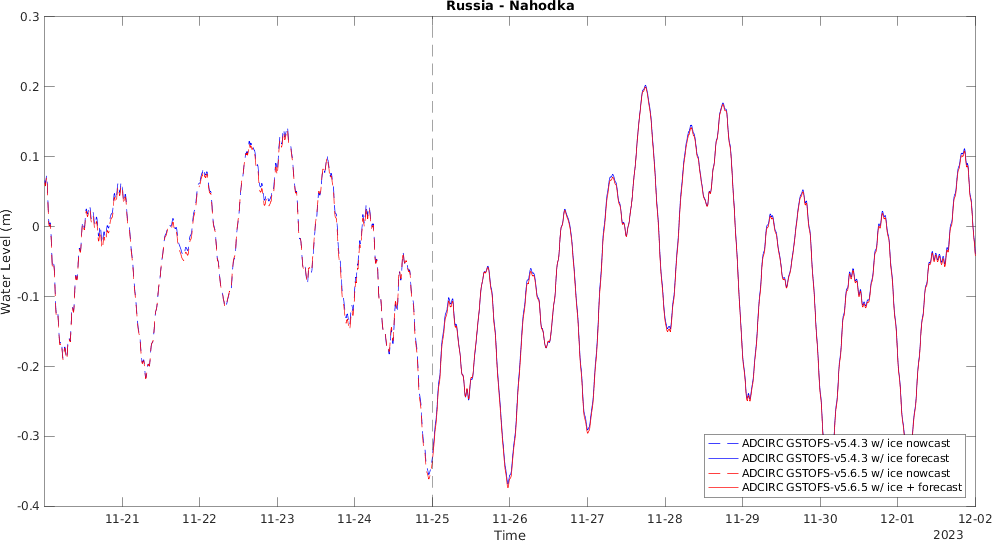 Russia - Nahodka
Water Level (m)
0.3
0.2
0.1
0
-0.1
-0.2
-0.3
-0.4
ADCIRC GSTOFS-v5.4.3 w/ ice nowcast
ADCIRC GSTOFS-v5.4.3 w/ ice forecast
ADCIRC GSTOFS-v5.6.5 w/ ice nowcast
ADCIRC GSTOFS-v5.6.5 w/ ice + forecast
11-21 11-22 11-23 11-24 11-25 11-26 11-27 11-28 11-29 11-30 12-01 12-02
Time
2023